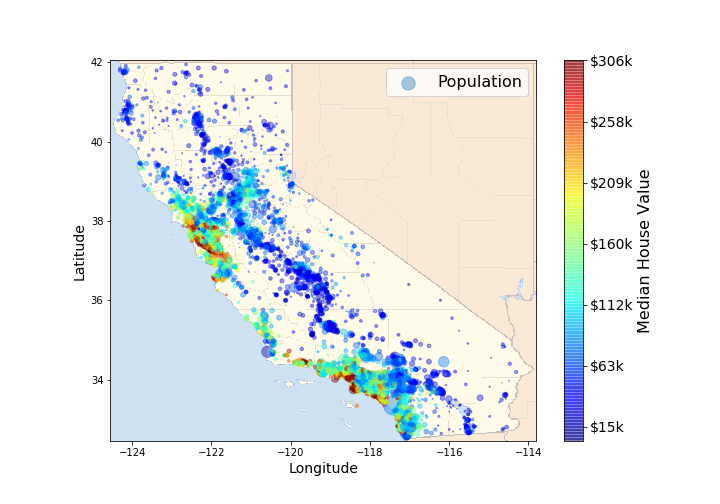 Population
42
40
38
36
34
Latitude
−124
−122
−120
−118
−116
−114
Longitude
$306k
$258k
$209k
$160k
$112k
$63k
$15k
Median House Value